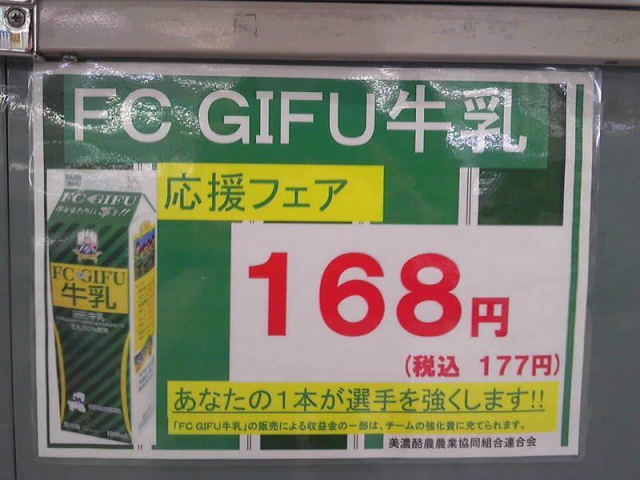 FC GIFU牛乳
応援フェア
FC GIFU
FC GIFU
牛乳
牛乳
168円
(税込 177円)
あなたの1本が選手を強くします!!
「FC GIFU牛乳」の販売による収益金の一部は、チームの強化費に充てられます。
美濃酪農農業協同組合連合会